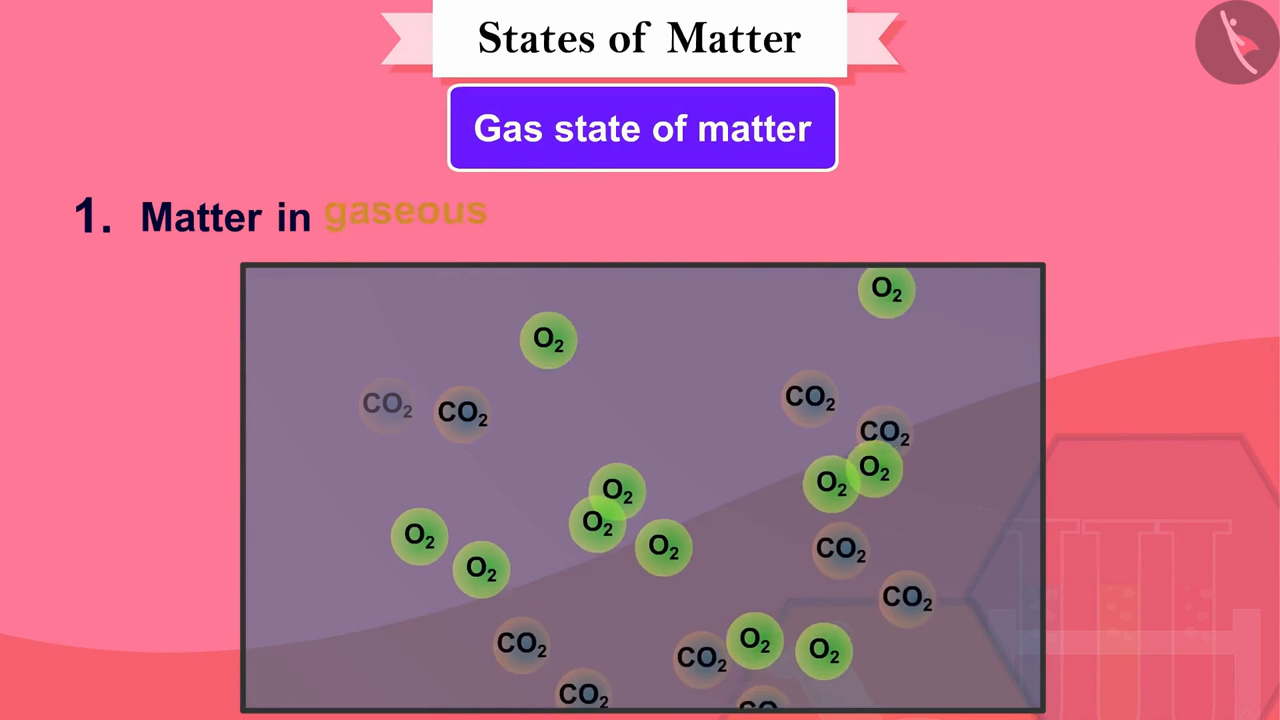 States of Matter
Gas state of matter
1. Matter in gaseous
O₂
O₂
CO₂
CO₂
CO₂
CO₂
O₂
O₂
O₂
O₂
O₂
O₂
O₂
CO₂
CO₂
CO₂
CO₂
O₂
O₂
CO₂
CO₂